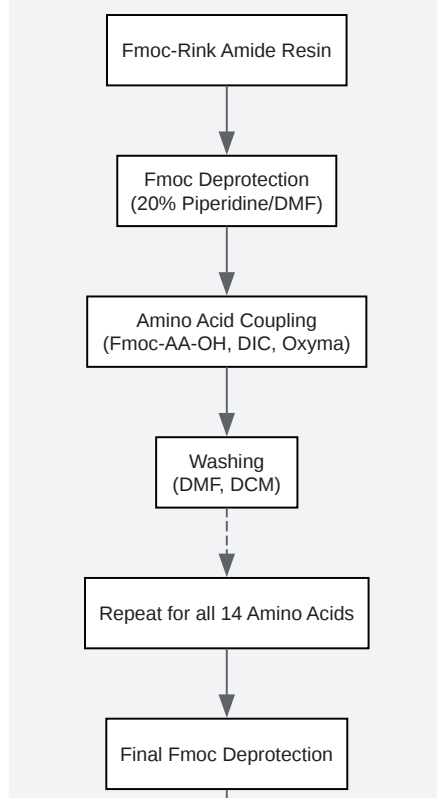 Fmoc-Rink Amide Resin
Fmoc Deprotection
(20% Piperidine/DMF)
Amino Acid Coupling
(Fmoc-AA-OH, DIC, Oxyma)
Washing
(DMF, DCM)
Repeat for all 14 Amino Acids
Final Fmoc Deprotection